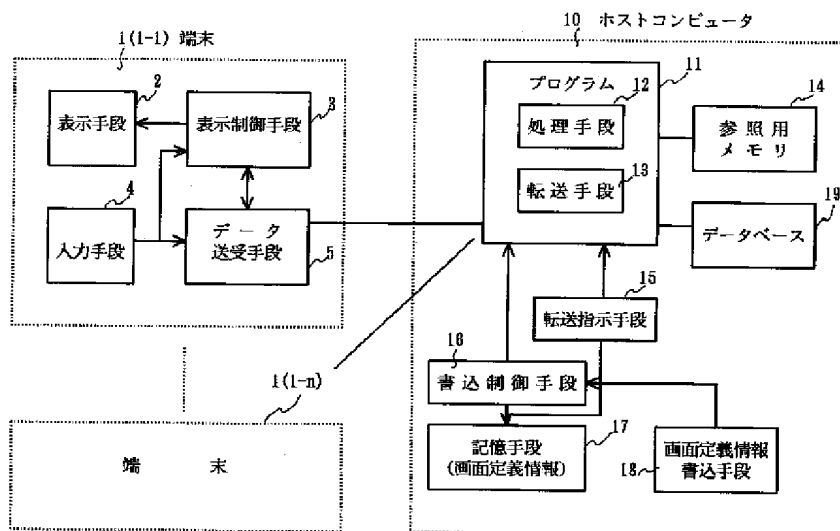 1(1-1) 端末
2
表示手段
3
表示制御手段
4
入力手段
データ
送受手段
5
1(1-n)
端 末
10 ホストコンピュータ
11
プログラム
12
処理手段
13
転送手段
14
参照用
メモリ
19
データベース
15
転送指示手段
16
書込制御手段
17
記憶手段
(画面定義情報)
画面定義情報
18 書込手段